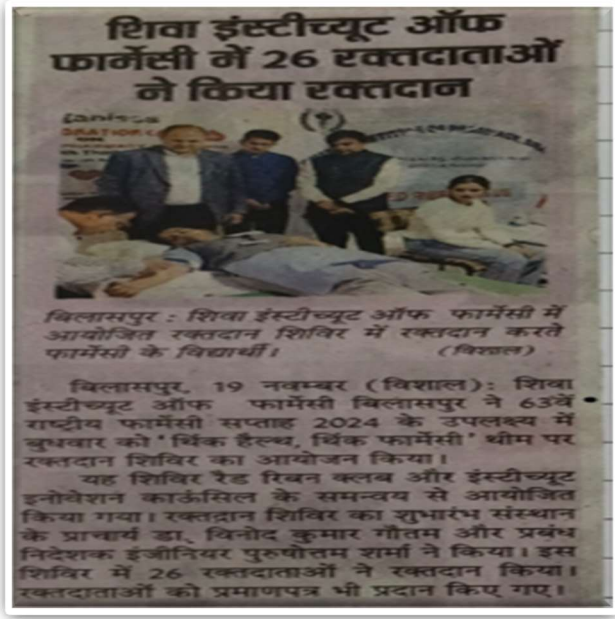 शिवा इंस्टीच्यूट ऑफ
फार्मेसी में 26 रक्तदाताओं
ने किया रक्तदान
बिलासपुर : शिवा इंस्टीच्यूट ऑफ फार्मेसी में
आयोजित रक्तदान शिविर में रक्तदान करते
फार्मेसी के विद्यार्थी। (विशाल)
बिलासपुर, 19 नवम्बर (विशाल): शिवा
इंस्टीच्यूट ऑफ फार्मेसी बिलासपुर ने 63वें
राष्ट्रीय फार्मेसी सप्ताह 2024 के उपलक्ष्य में
बुधवार को 'थिंक हैल्थ, थिंक फार्मेसी' थीम पर
रक्तदान शिविर का आयोजन किया।
यह शिविर रैड रिबन क्लब और इंस्टीच्यूट
इनोवेशन काऊंसिल के समन्वय से आयोजित
किया गया। रक्तदान शिविर का शुभारंभ संस्थान
के प्राचार्य डा. विनोद कुमार गौतम और प्रबंध
निदेशक इंजीनियर पुरुषोत्तम शर्मा ने किया। इस
शिविर में 26 रक्तदाताओं ने रक्तदान किया।
रक्तदाताओं को प्रमाणपत्र भी प्रदान किए गए।